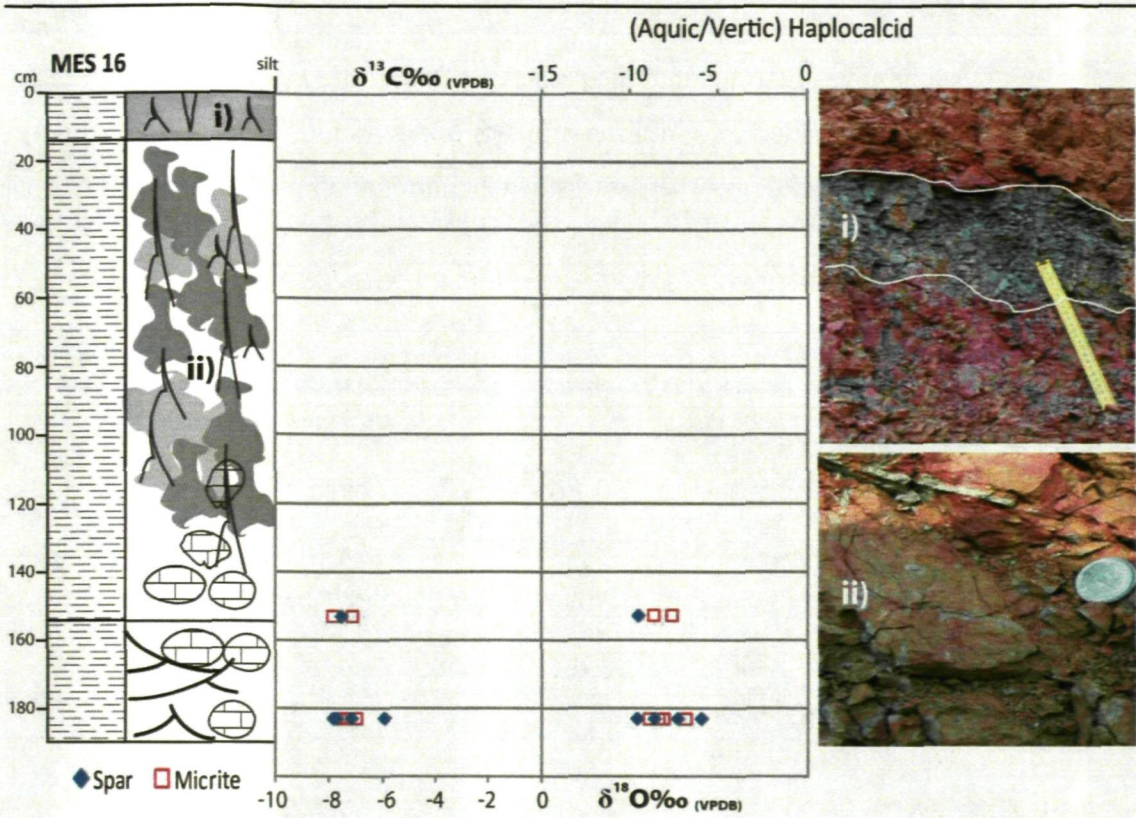 (Aquic/Vertic) Haplocalcid
MES 16
silt
cm
δ¹³C‰ (VPDB)
-15
-10
-5
0
0
20
40
60
80
100
120
140
160
180
i)
ii)
i)
ii)
Spar
Micrite
-10
-8
-6
-4
-2
0
δ¹⁸O‰ (VPDB)